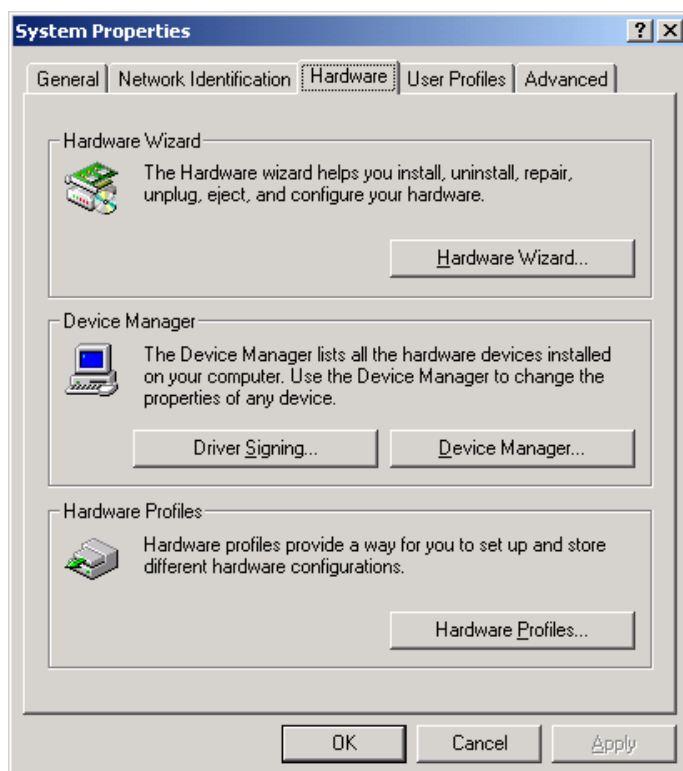 System Properties
General
Network Identification
Hardware
User Profiles
Advanced
Hardware Wizard
The Hardware wizard helps you install, uninstall, repair,
unplug, eject, and configure your hardware.
Hardware Wizard...
Device Manager
The Device Manager lists all the hardware devices installed
on your computer. Use the Device Manager to change the
properties of any device.
Driver Signing...
Device Manager...
Hardware Profiles
Hardware profiles provide a way for you to set up and store
different hardware configurations.
Hardware Profiles...
OK
Cancel
Apply